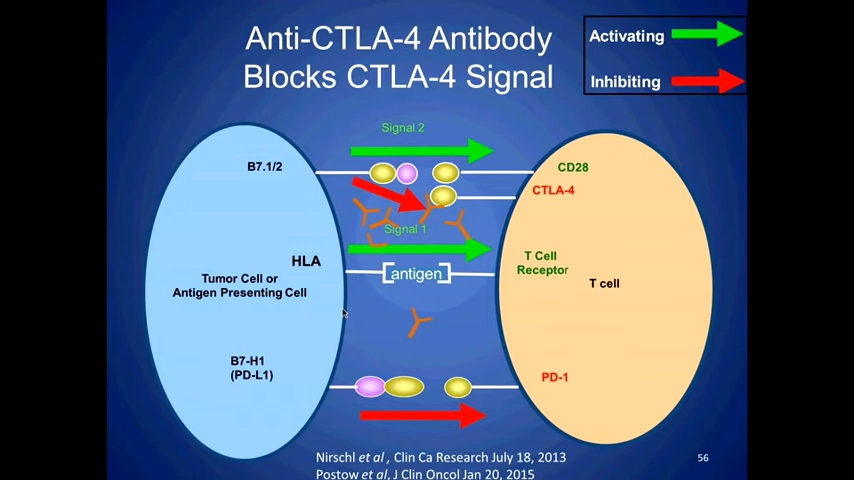 Anti-CTLA-4 Antibody
Blocks CTLA-4 Signal
Activating
Inhibiting
Signal 2
B7.1/2
CD28
CTLA-4
Signal 1
HLA
T Cell
Receptor
antigen
Tumor Cell or
Antigen Presenting Cell
T cell
B7-H1
(PD-L1)
PD-1
Nirschl et al , Clin Ca Research July 18, 2013
Postow et al, J Clin Oncol Jan 20, 2015
56